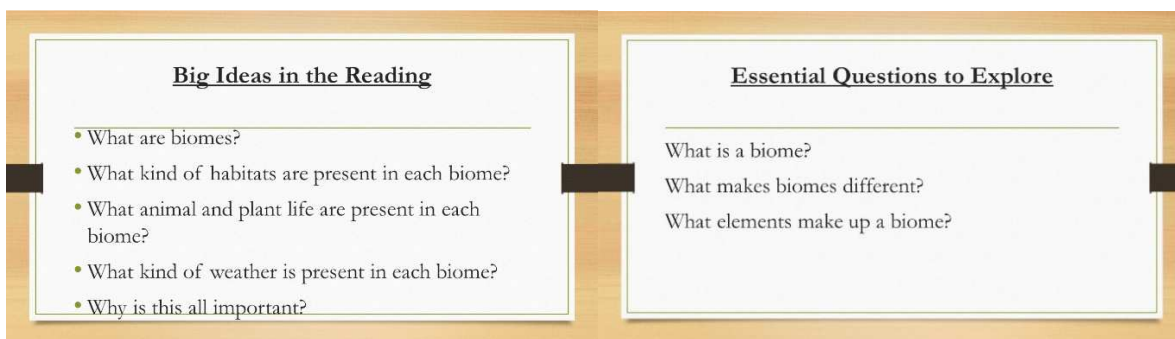 Big Ideas in the Reading
• What are biomes?
• What kind of habitats are present in each biome?
• What animal and plant life are present in each
biome?
• What kind of weather is present in each biome?
• Why is this all important?
Essential Questions to Explore
What is a biome?
What makes biomes different?
What elements make up a biome?